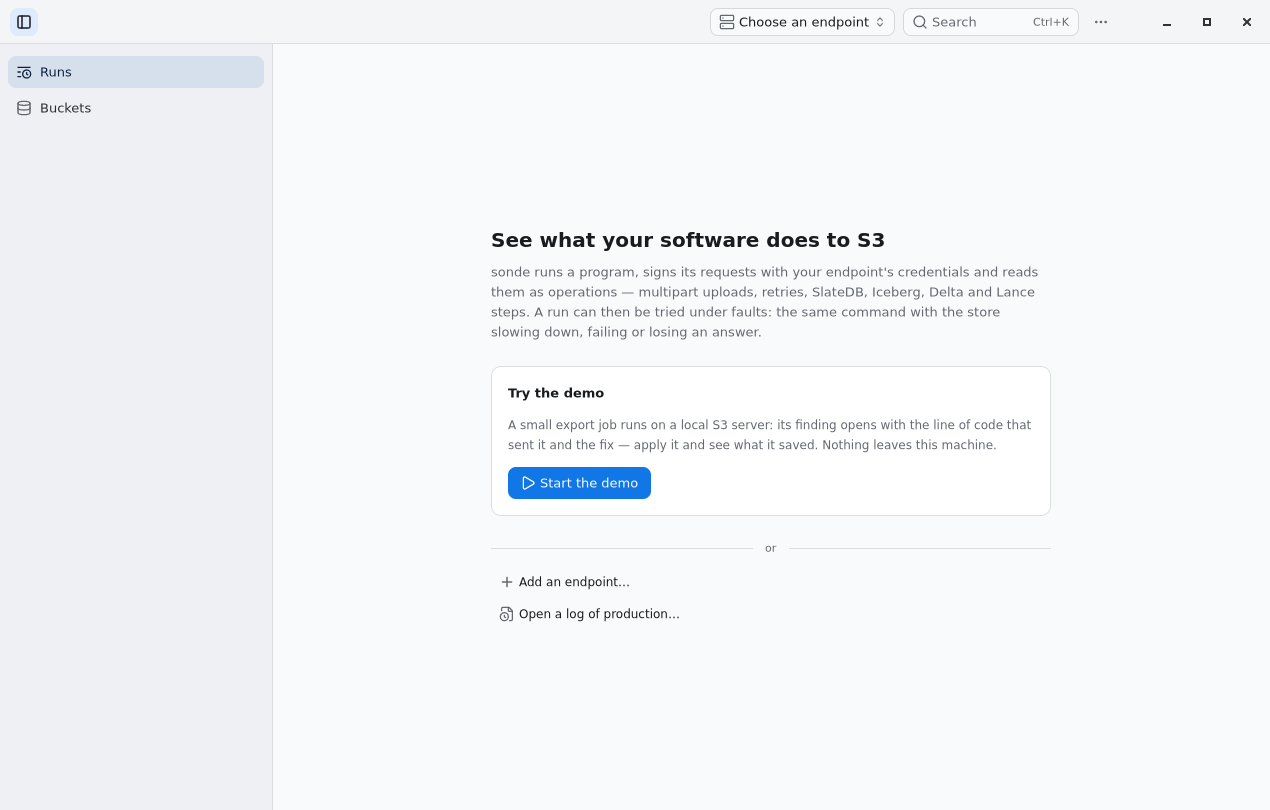 Choose an endpoint
Search Ctrl+K
Runs
Buckets
See what your software does to S3
sonde runs a program, signs its requests with your endpoint's credentials and reads
them as operations — multipart uploads, retries, SlateDB, Iceberg, Delta and Lance
steps. A run can then be tried under faults: the same command with the store
slowing down, failing or losing an answer.
Try the demo
A small export job runs on a local S3 server: its finding opens with the line of code that
sent it and the fix — apply it and see what it saved. Nothing leaves this machine.
Start the demo
or
Add an endpoint...
Open a log of production...